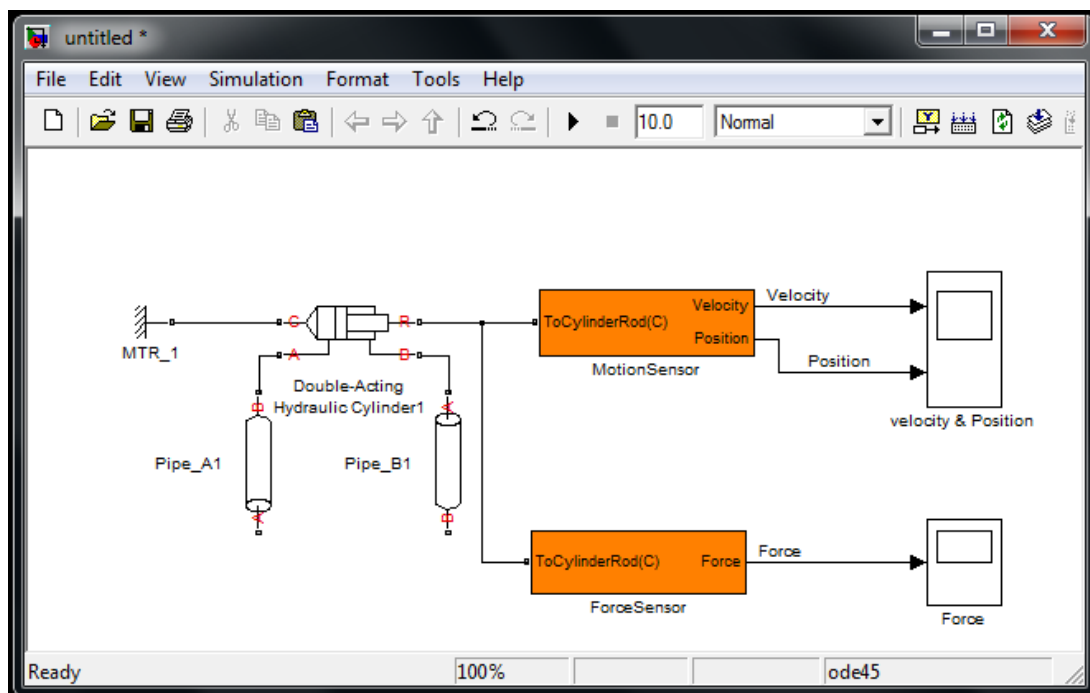 untitled *
File Edit View Simulation Format Tools Help
10.0 Normal
Velocity
Velocity
C R ToCylinderRod(C)
Position
MTR_1
Position
A B
MotionSensor
Double-Acting
Hydraulic Cylinder1
B A
velocity & Position
Pipe_A1 Pipe_B1
A B
Force
ToCylinderRod(C) Force
ForceSensor
Force
Ready 100% ode45